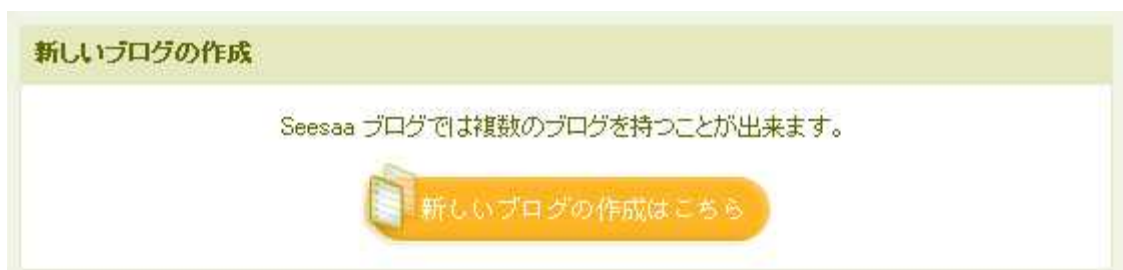 新しいブログの作成
Seesaa ブログでは複数のブログを持つことが出来ます。
新しいブログの作成はこちら